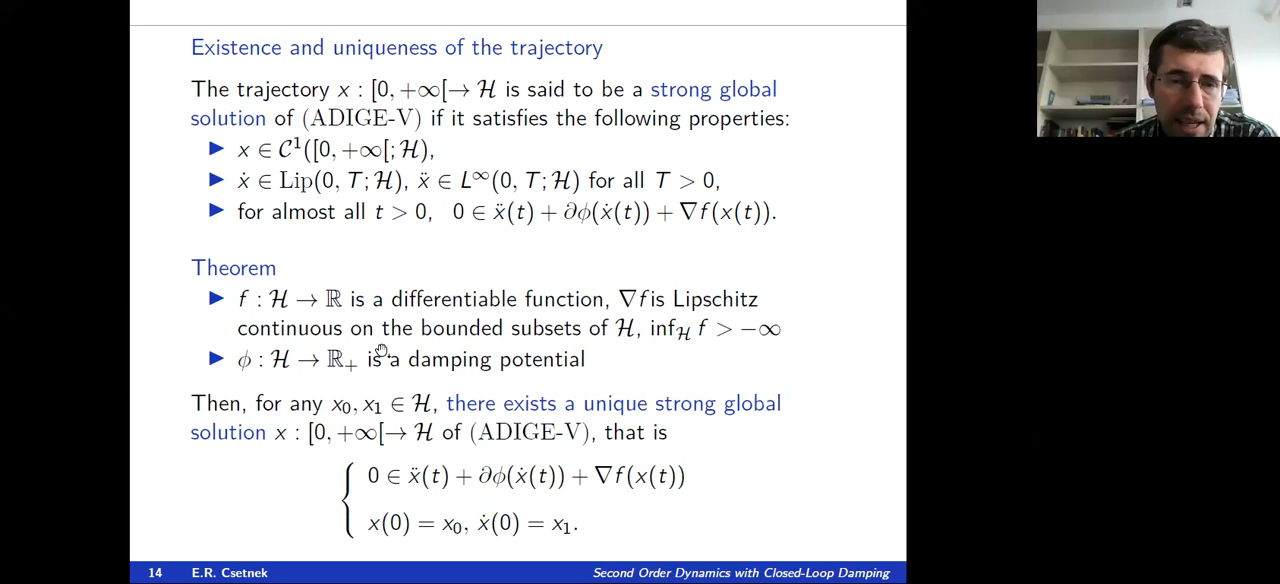 Existence and uniqueness of the trajectory
The trajectory x : [0, +∞[→ ℋ is said to be a strong global
solution of (ADIGE-V) if it satisfies the following properties:
▶ x ∈ 𝒞¹([0, +∞[; ℋ),
▶ ẋ ∈ Lip(0, T; ℋ), ẍ ∈ L∞(0, T; ℋ) for all T > 0,
▶ for almost all t > 0, 0 ∈ ẍ(t) + ∂ϕ(ẋ(t)) + ∇f(x(t)).
Theorem
▶ f : ℋ → ℝ is a differentiable function, ∇f is Lipschitz
continuous on the bounded subsets of ℋ, infℋ f > −∞
▶ ϕ : ℋ → ℝ₊ is a damping potential
Then, for any x₀, x₁ ∈ ℋ, there exists a unique strong global
solution x : [0, +∞[→ ℋ of (ADIGE-V), that is
0 ∈ ẍ(t) + ∂ϕ(ẋ(t)) + ∇f(x(t))
x(0) = x₀, ẋ(0) = x₁.
14 E.R. Csetnek Second Order Dynamics with Closed-Loop Damping